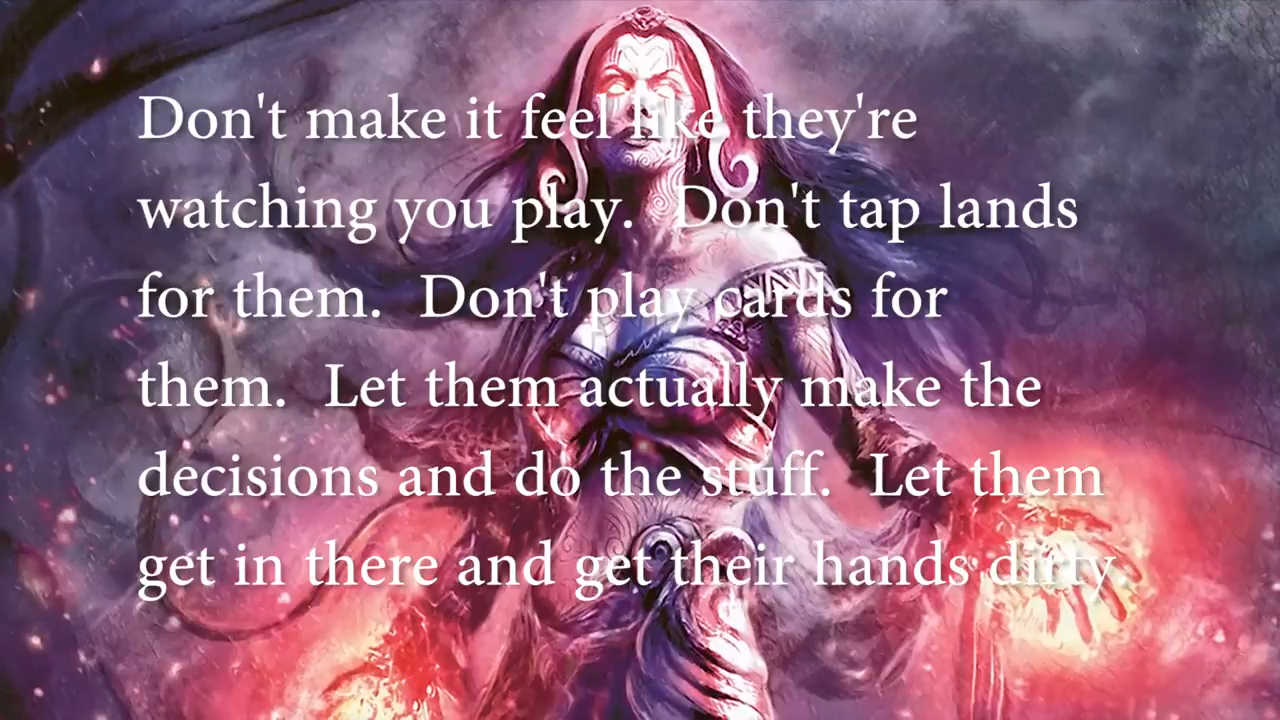 Don't make it feel like they're
watching you play.  Don't tap lands
for them.  Don't play cards for
them.  Let them actually make the
decisions and do the stuff.  Let them
get in there and get their hands dirty.